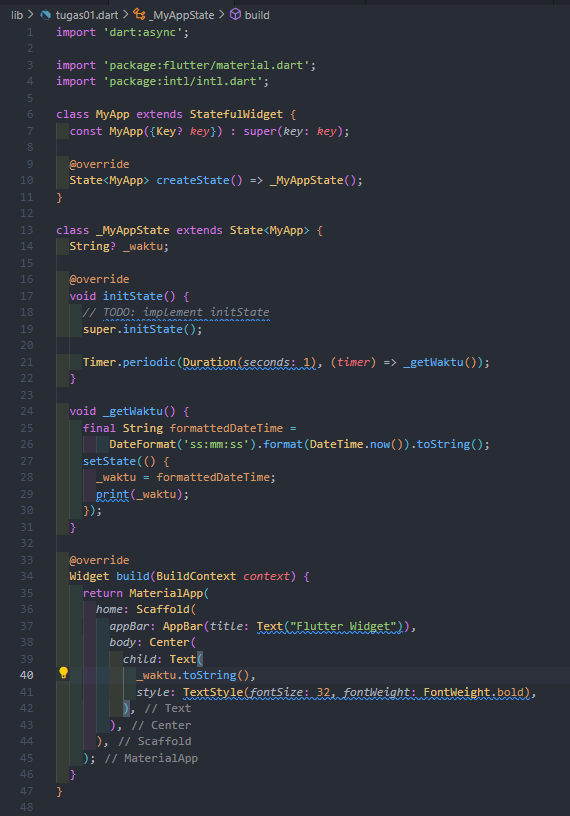 lib > tugas01.dart > _MyAppState > build
1 import 'dart:async';
2
3 import 'package:flutter/material.dart';
4 import 'package:intl/intl.dart';
5
6 class MyApp extends StatefulWidget {
7   const MyApp({Key? key}) : super(key: key);
8
9   @override
10   State<MyApp> createState() => _MyAppState();
11 }
12
13 class _MyAppState extends State<MyApp> {
14   String? _waktu;
15
16   @override
17   void initState() {
18     // TODO: implement initState
19     super.initState();
20
21     Timer.periodic(Duration(seconds: 1), (timer) => _getWaktu());
22   }
23
24   void _getWaktu() {
25     final String formattedDateTime =
26         DateFormat('ss:mm:ss').format(DateTime.now()).toString();
27     setState(() {
28       _waktu = formattedDateTime;
29       print(_waktu);
30     });
31   }
32
33   @override
34   Widget build(BuildContext context) {
35     return MaterialApp(
36       home: Scaffold(
37         appBar: AppBar(title: Text("Flutter Widget")),
38         body: Center(
39           child: Text(
40             _waktu.toString(),
41             style: TextStyle(fontSize: 32, fontWeight: FontWeight.bold),
42           ), // Text
43         ), // Center
44       ), // Scaffold
45     ); // MaterialApp
46   }
47 }
48